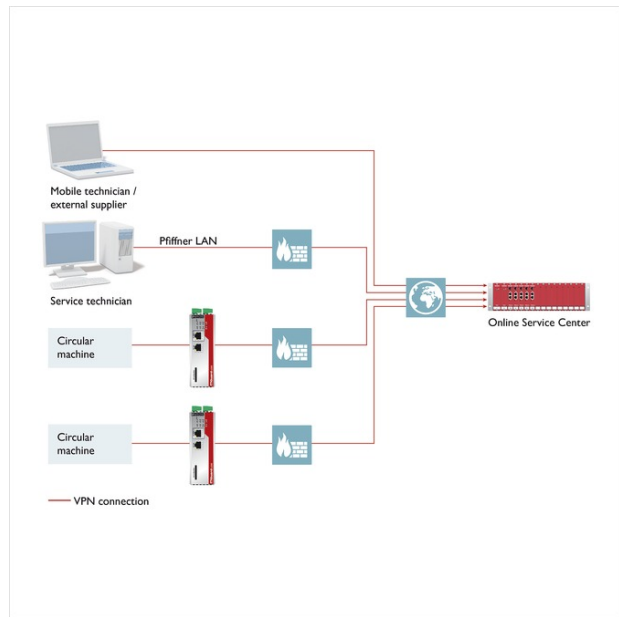 Mobile technician /
external supplier
Pfiffner LAN
Service technician
Online Service Center
Circular
machine
Circular
machine
VPN connection